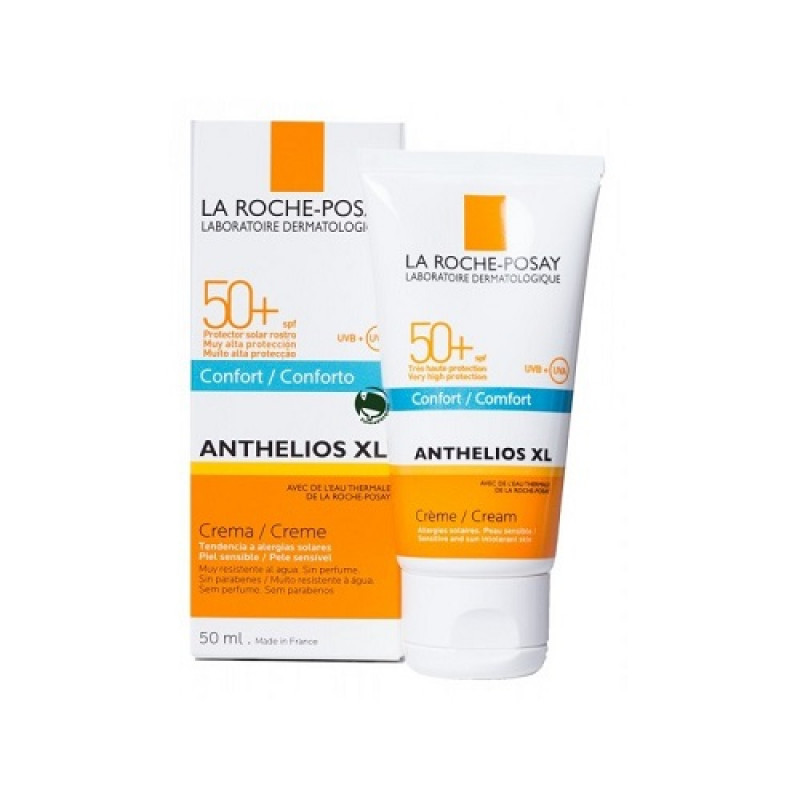 LA ROCHE-POSA
LABORATOIRE DERMATOLOGIQ
50+
spf
Protector solar rostro
Muy alta protección
Muito alta protecção
UVB + UV
Confort / Conforto
ANTHELIOS XL
AVEC DE L'EAU THERMALE
DE LA ROCHE-POSAY
Crema / Creme
Tendencia a alergias solares
Piel sensible / Pele sensível
Muy resistente al agua. Sin perfume.
Sin parabenes / Muito resistente à água.
Sem perfume. Sem parabenos
50 ml . Made in France
LA ROCHE-POSAY
LABORATOIRE DERMATOLOGIQUE
50+
spf
Très haute protection
Very high protection
UVB + UVA
Confort / Comfort
ANTHELIOS XL
AVEC DE L'EAU THERMALE
DE LA ROCHE-POSAY
Crème / Cream
Allergies solaires. Peau sensible /
Sensitive and sun intolerant skin